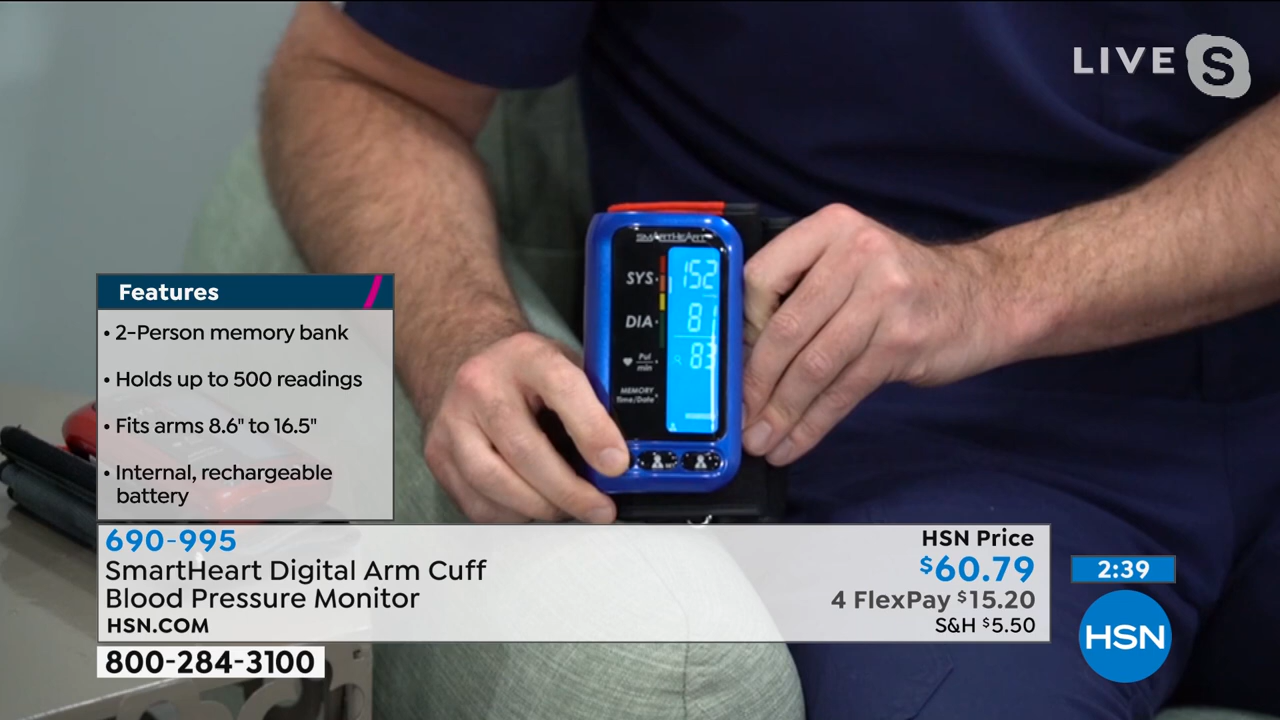 LIVE S
SMARTHEART
SYS.
152
DIA.
8
Pul
min
83
MEMORY
Time/Date
Features
• 2-Person memory bank
• Holds up to 500 readings
• Fits arms 8.6" to 16.5"
• Internal, rechargeable
battery
690-995
SmartHeart Digital Arm Cuff
Blood Pressure Monitor
HSN.COM
HSN Price
$60.79
4 FlexPay $15.20
S&H $5.50
2:39
HSN
800-284-3100